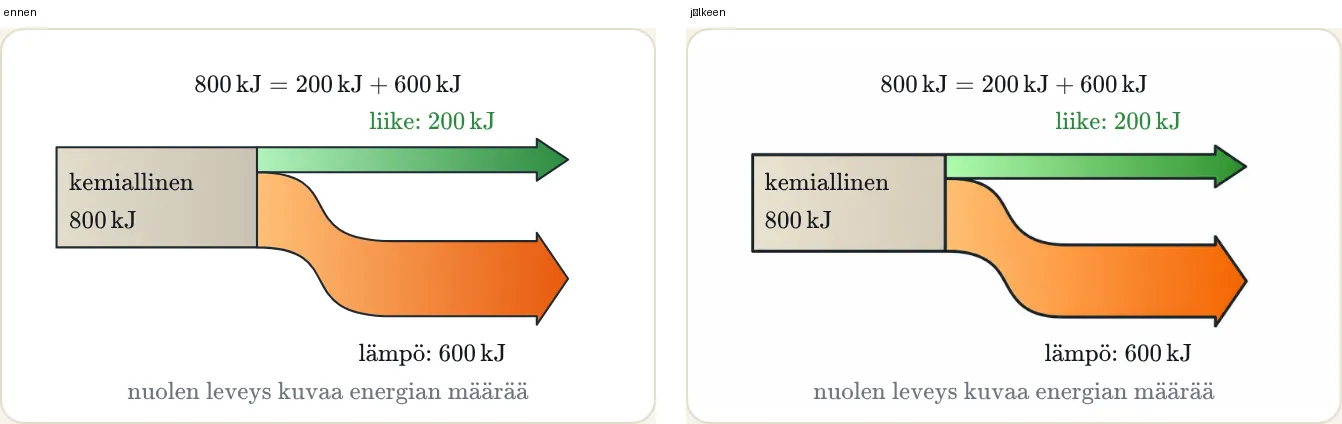 ennen
800 kJ = 200 kJ + 600 kJ
liike: 200 kJ
kemiallinen
800 kJ
lämpö: 600 kJ
nuolen leveys kuvaa energian määrää
j▯lkeen
800 kJ = 200 kJ + 600 kJ
liike: 200 kJ
kemiallinen
800 kJ
lämpö: 600 kJ
nuolen leveys kuvaa energian määrää